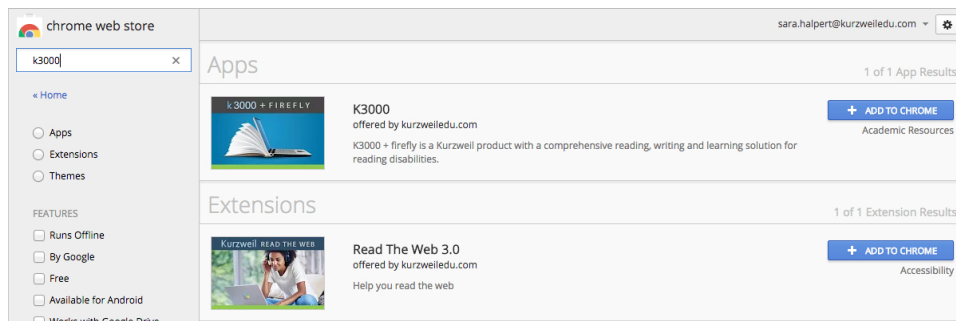 chrome web store
sara.halpert@kurzweiledu.com
k3000
« Home
Apps
Extensions
Themes
FEATURES
Runs Offline
By Google
Free
Available for Android
Works with Google Drive
Apps
1 of 1 App Results
k3000 + FIREFLY
K3000
offered by kurzweiledu.com
K3000 + firefly is a Kurzweil product with a comprehensive reading, writing and learning solution for
reading disabilities.
+ ADD TO CHROME
Academic Resources
Extensions
1 of 1 Extension Results
Kurzweil READ THE WEB
Read The Web 3.0
offered by kurzweiledu.com
Help you read the web
+ ADD TO CHROME
Accessibility